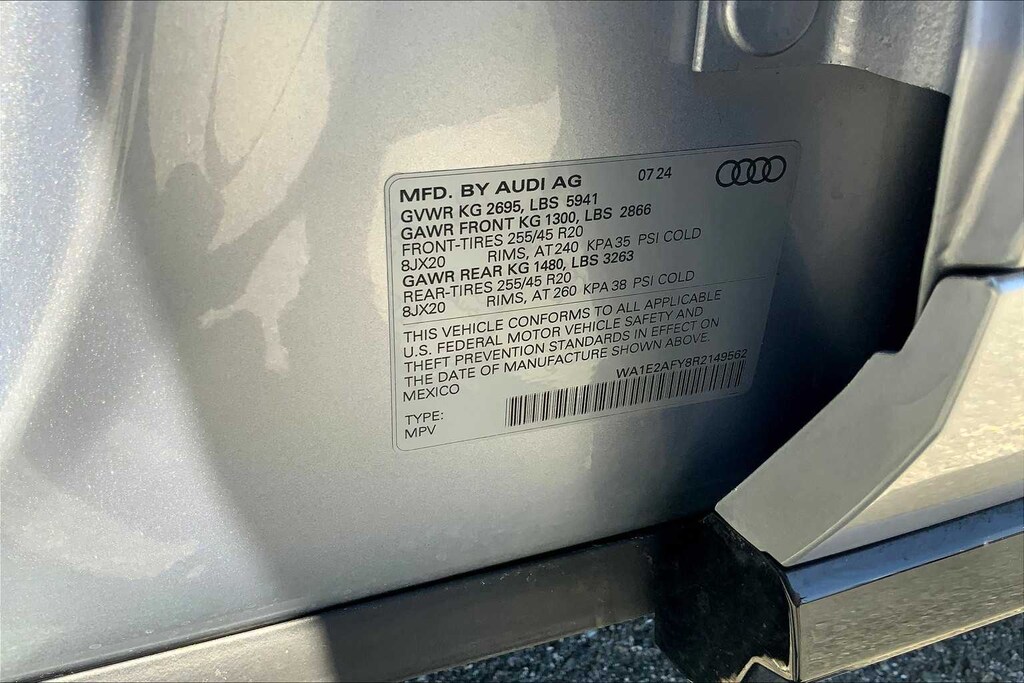 MFD. BY AUDI AG 07 24
GVWR KG 2695, LBS 5941
GAWR FRONT KG 1300, LBS 2866
FRONT-TIRES 255/45 R20
8JX20 RIMS, AT 240 KPA 35 PSI COLD
GAWR REAR KG 1480, LBS 3263
REAR-TIRES 255/45 R20
8JX20 RIMS, AT 260 KPA 38 PSI COLD
THIS VEHICLE CONFORMS TO ALL APPLICABLE
U.S. FEDERAL MOTOR VEHICLE SAFETY AND
THEFT PREVENTION STANDARDS IN EFFECT ON
THE DATE OF MANUFACTURE SHOWN ABOVE.
MEXICO WA1E2AFY8R2149562
TYPE:
MPV